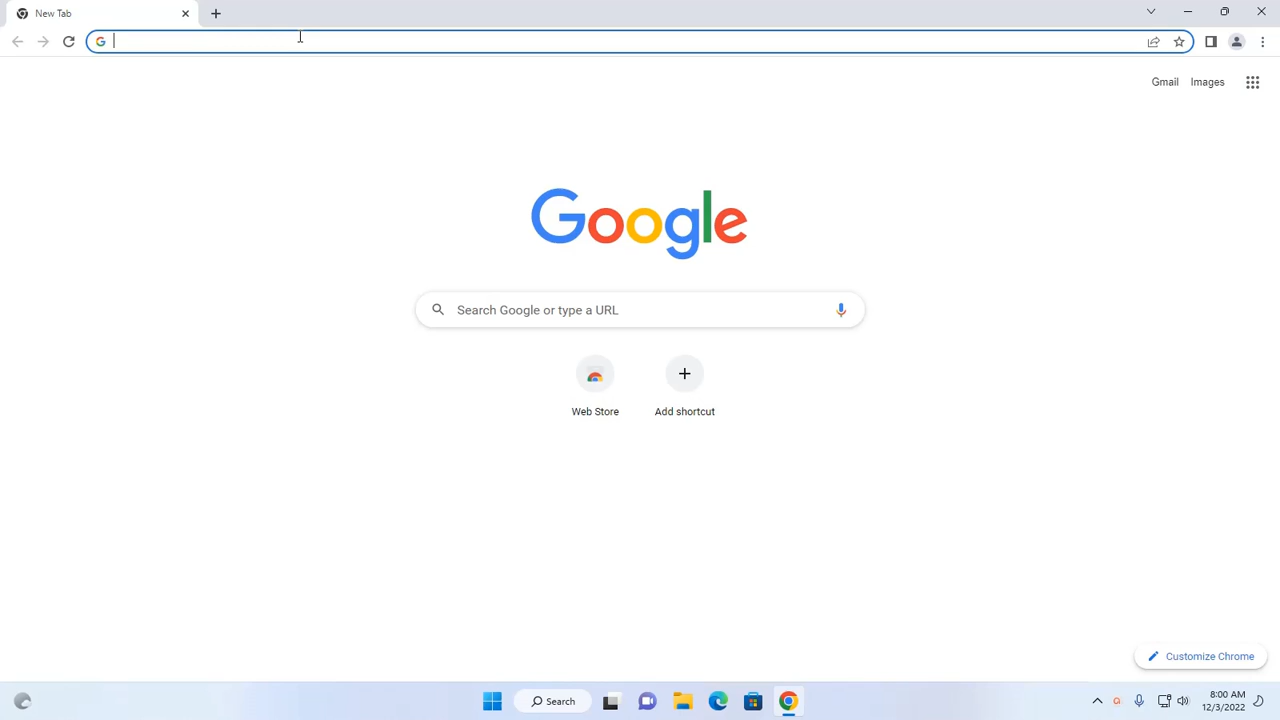 New Tab
Gmail Images
Google
Search Google or type a URL
Web Store Add shortcut
Customize Chrome
Search
8:00 AM
12/3/2022